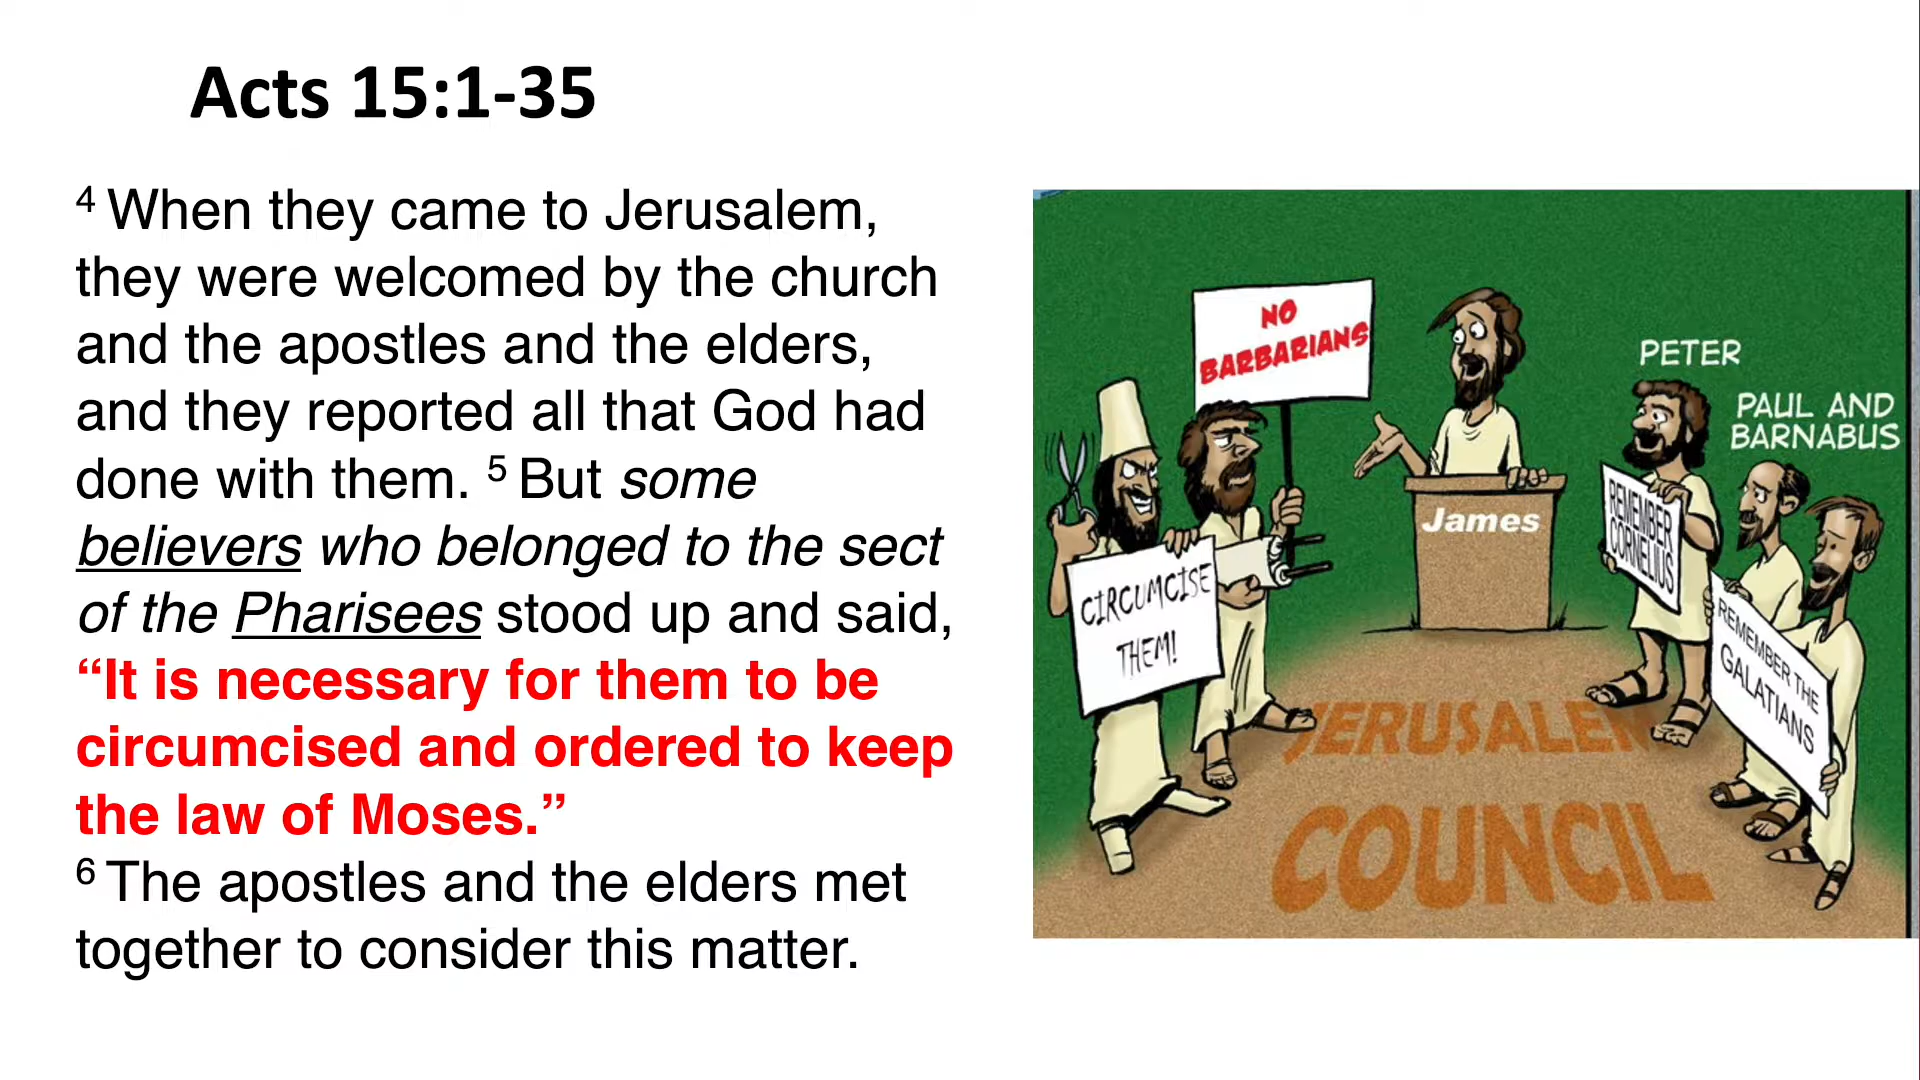 Acts 15:1-35
4 When they came to Jerusalem,
they were welcomed by the church
and the apostles and the elders,
and they reported all that God had
done with them. 5 But some
believers who belonged to the sect
of the Pharisees stood up and said,
“It is necessary for them to be
circumcised and ordered to keep
the law of Moses.”
6 The apostles and the elders met
together to consider this matter.
NO
BARBARIANS
PETER
PAUL AND
BARNABUS
James
REMEMBER
CORNELIUS
CIRCUMCISE
THEM!
REMEMBER THE
GALATIANS
JERUSALEM
COUNCIL